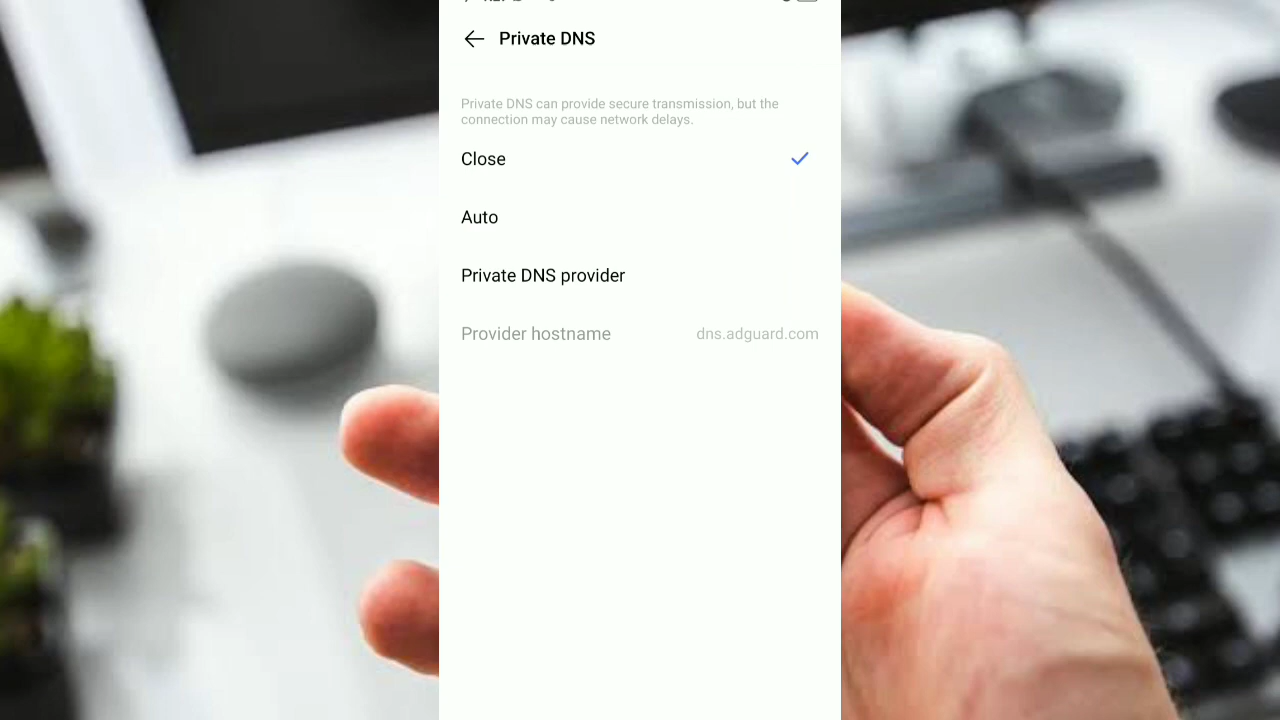 Private DNS
Private DNS can provide secure transmission, but the
connection may cause network delays.
Close
Auto
Private DNS provider
Provider hostname dns.adguard.com